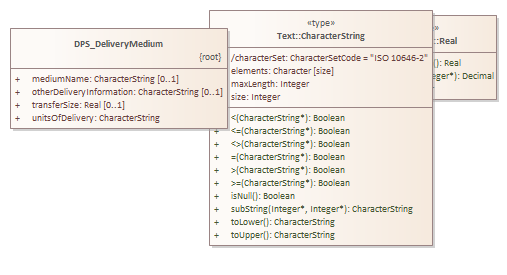 DPS_DeliveryMedium
{root}
+ mediumName: CharacterString [0..1]
+ otherDeliveryInformation: CharacterString [0..1]
+ transferSize: Real [0..1]
+ unitsOfDelivery: CharacterString
«type»
Text::CharacterString
/characterSet: CharacterSetCode = "ISO 10646-2"
elements: Character [size]
maxLength: Integer
size: Integer
<(CharacterString*): Boolean
+ <=(CharacterString*): Boolean
+ <>(CharacterString*): Boolean
+ =(CharacterString*): Boolean
+ >(CharacterString*): Boolean
+ >=(CharacterString*): Boolean
+ isNull(): Boolean
+ subString(Integer*, Integer*): CharacterString
+ toLower(): CharacterString
+ toUpper(): CharacterString
::Real
(): Real
*): Decimal